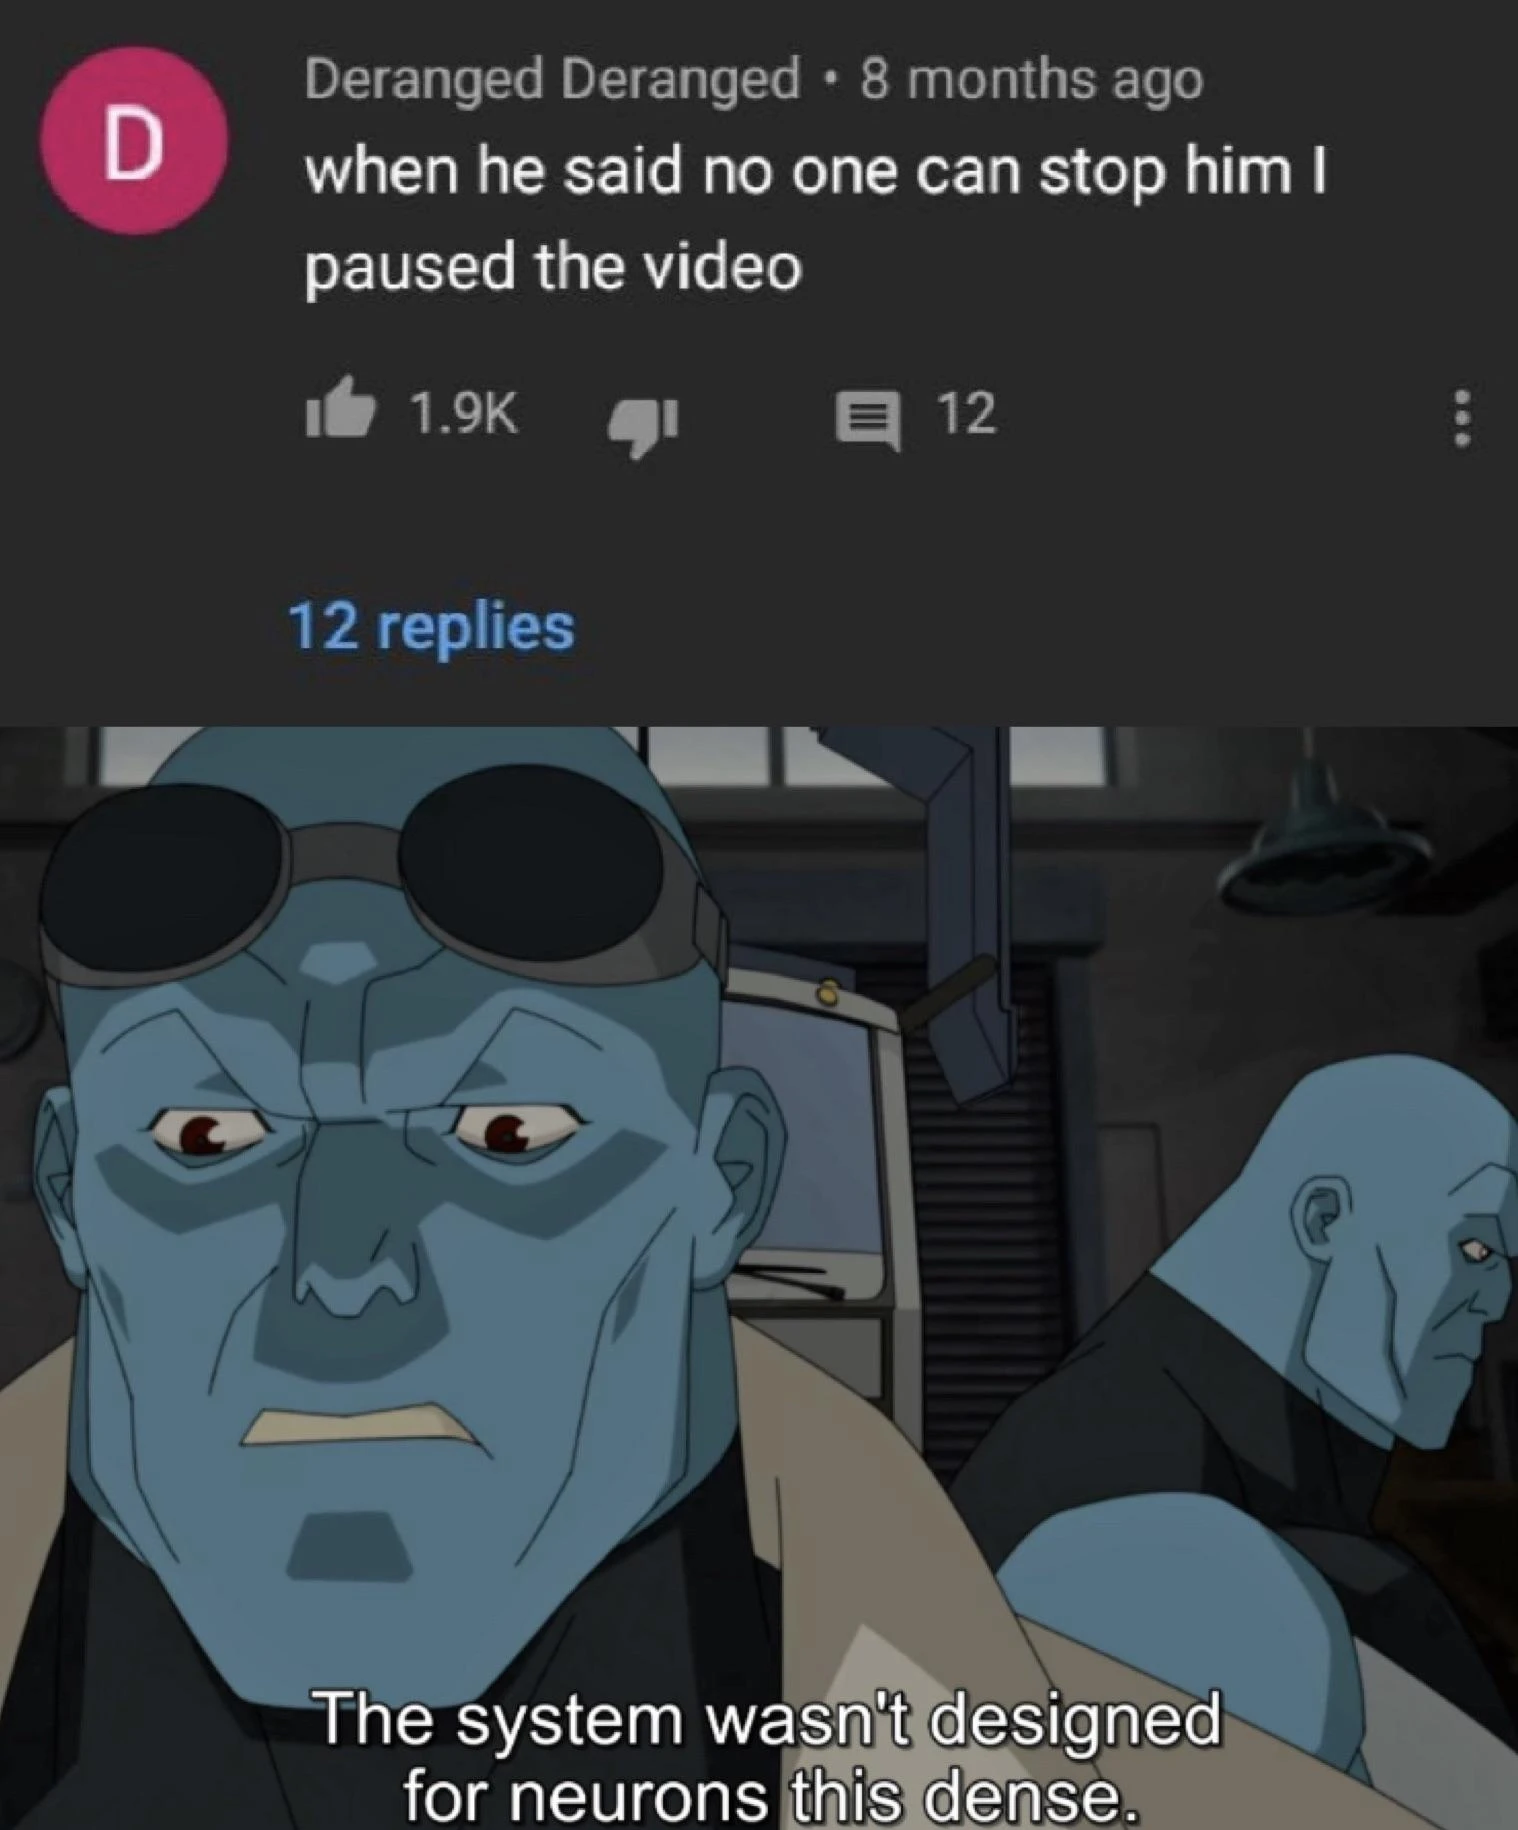 D
Deranged Deranged • 8 months ago
when he said no one can stop him I
paused the video
1.9K 12
12 replies
The system wasn't designed
for neurons this dense.